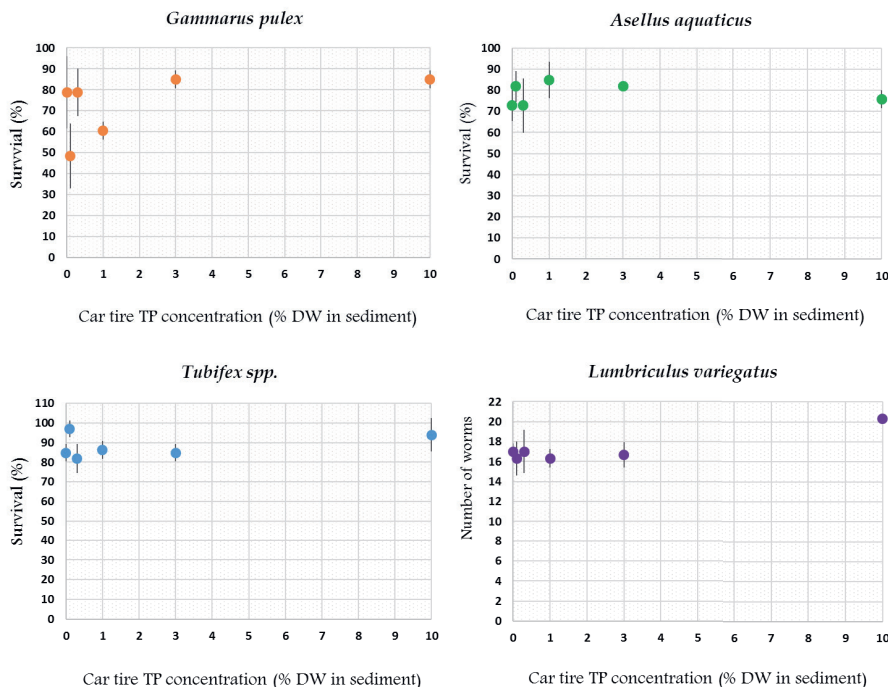 Gammarus pulex
100
90
80
70
60
50
40
30
20
10
0
Survvial (%)
0 1 2 3 4 5 6 7 8 9 10
Car tire TP concentration (% DW in sediment)
Asellus aquaticus
100
90
80
70
60
50
40
30
20
10
0
Survival (%)
0 1 2 3 4 5 6 7 8 9 10
Car tire TP concentration (% DW in sediment)
Tubifex spp.
110
100
90
80
70
60
50
40
30
20
10
0
Survival (%)
0 1 2 3 4 5 6 7 8 9 10
Car tire TP concentration (% DW in sediment)
Lumbriculus variegatus
22
20
18
16
14
12
10
8
6
4
2
0
Number of worms
0 1 2 3 4 5 6 7 8 9 10
Car tire TP concentration (% DW in sediment)